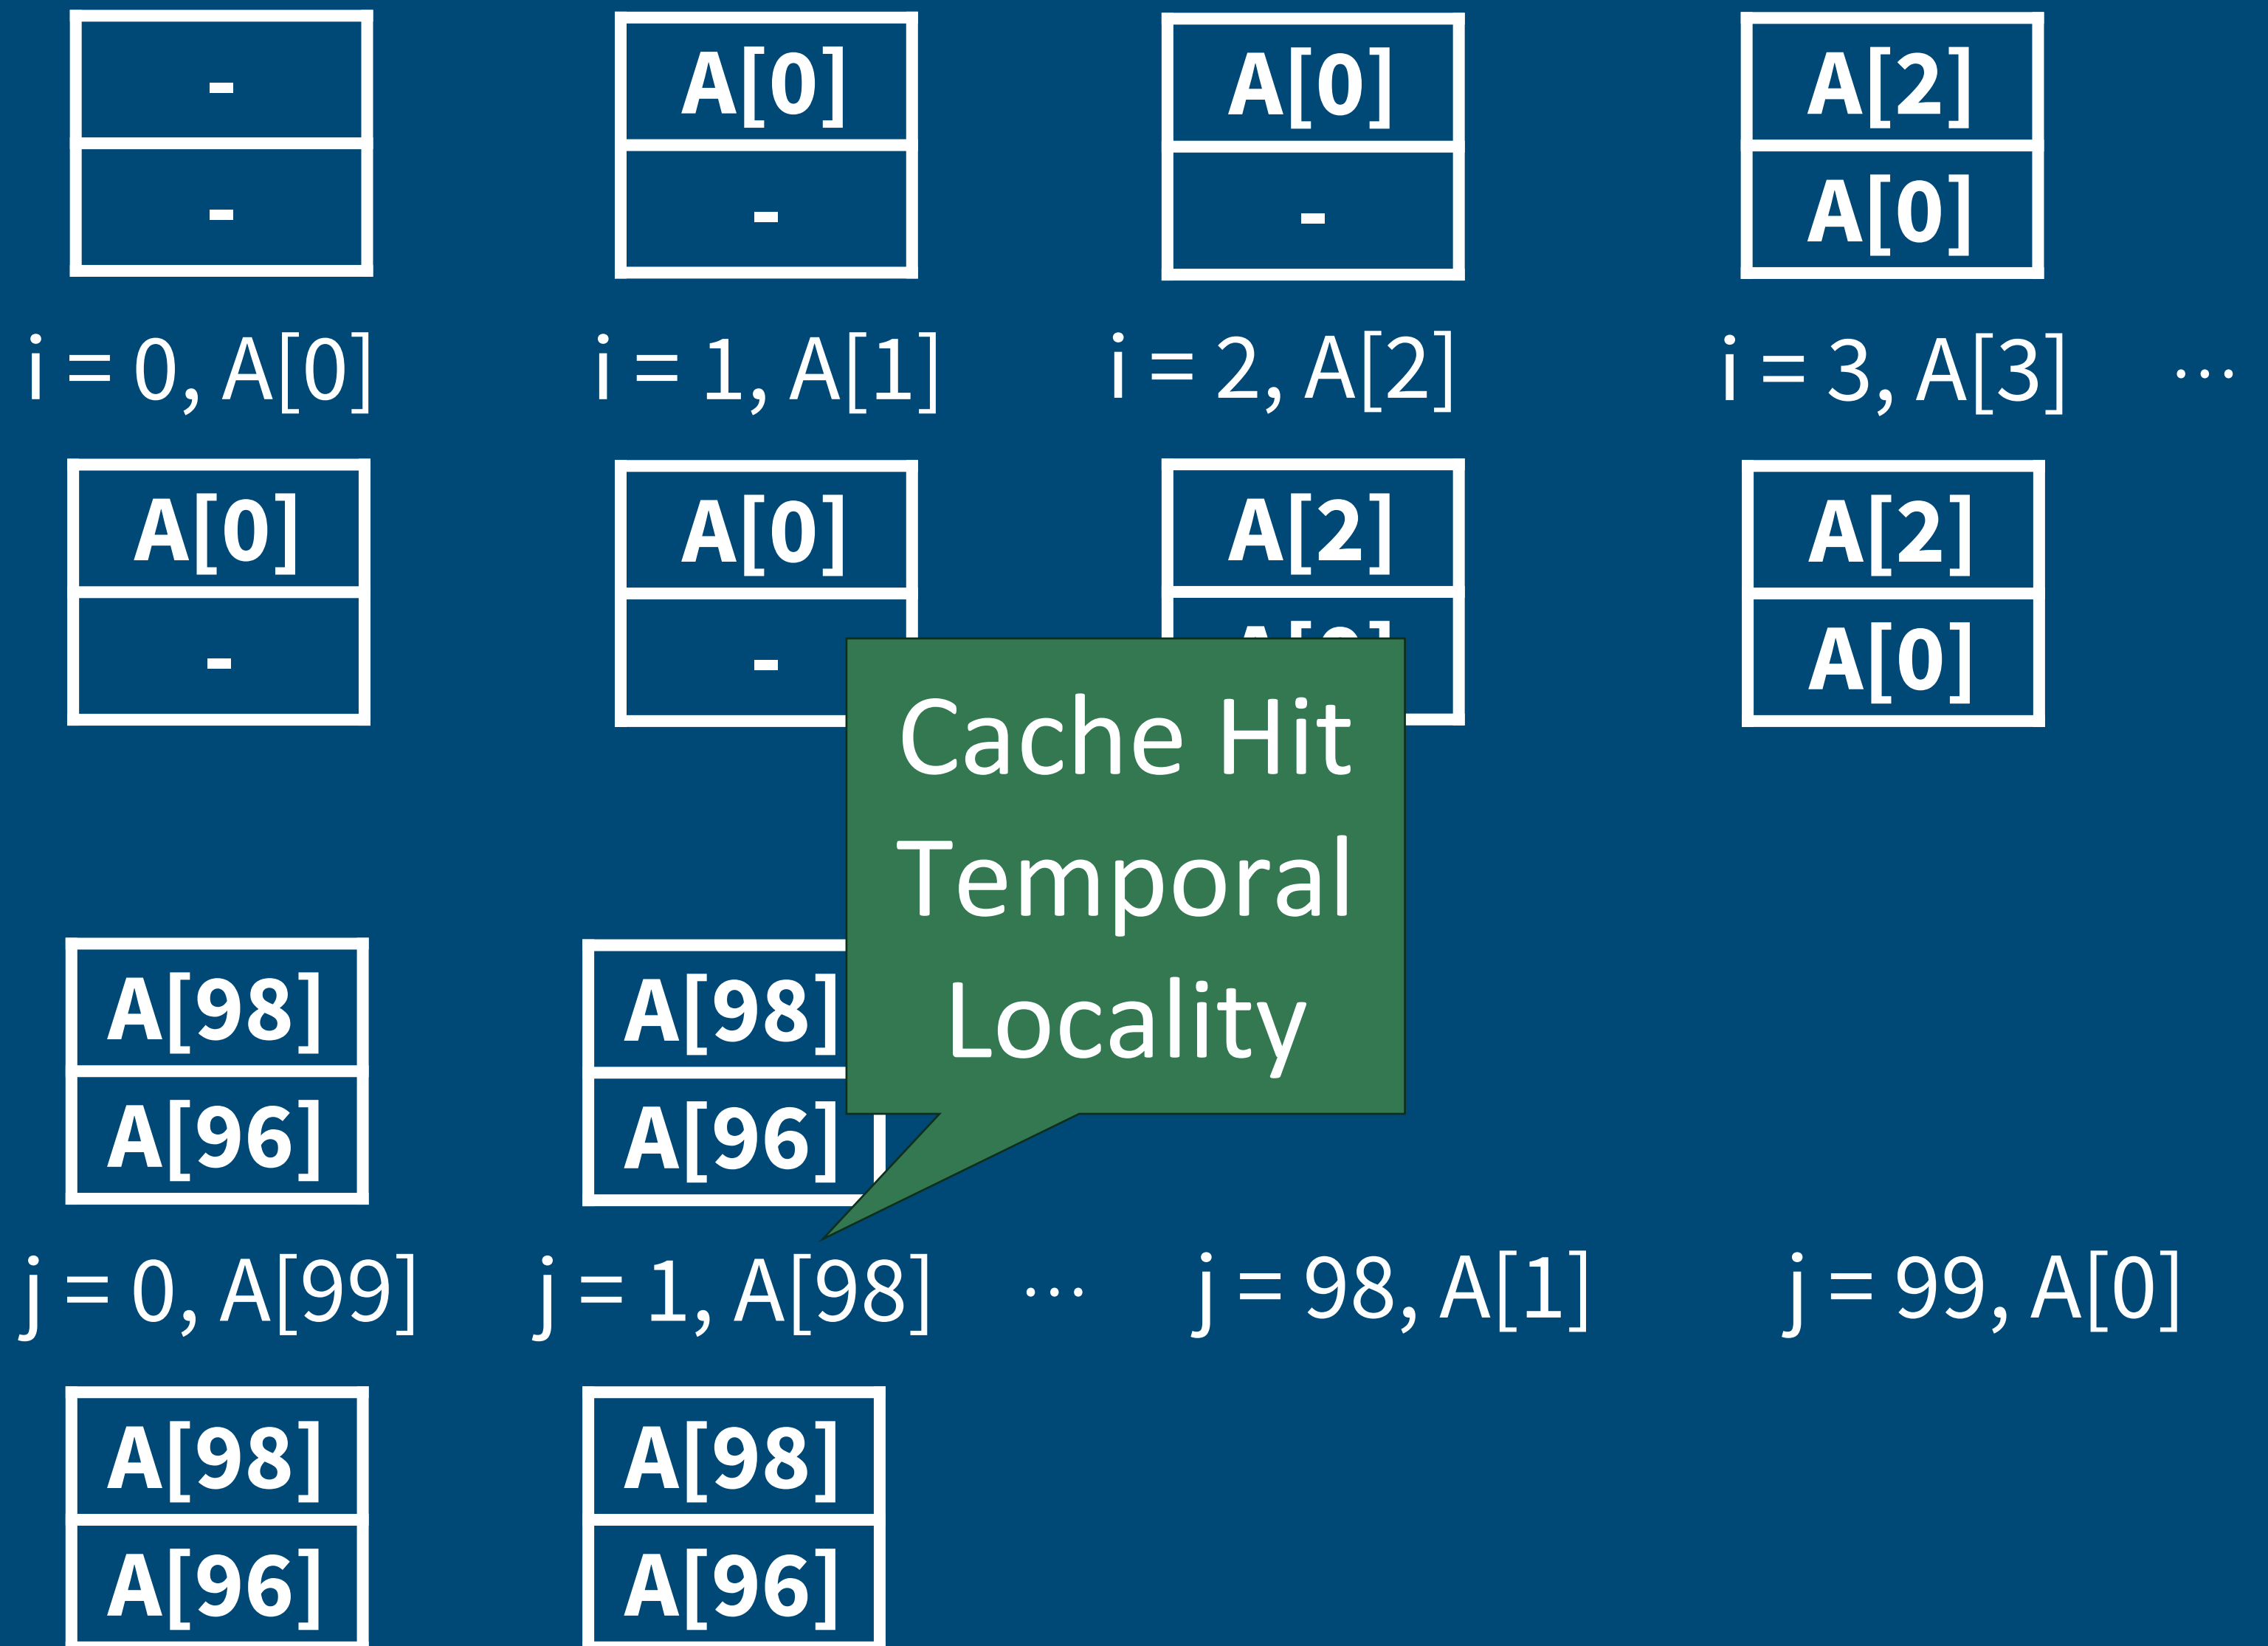 - A[0] A[0] A[2]
- - - A[0]
i = 0, A[0] i = 1, A[1] i = 2, A[2] i = 3, A[3] ...
A[0] A[0] A[2] A[2]
- - A[0]
Cache Hit
Temporal
Locality
A[98] A[98]
A[96] A[96]
j = 0, A[99] j = 1, A[98] ... j = 98, A[1] j = 99, A[0]
A[98] A[98]
A[96] A[96]